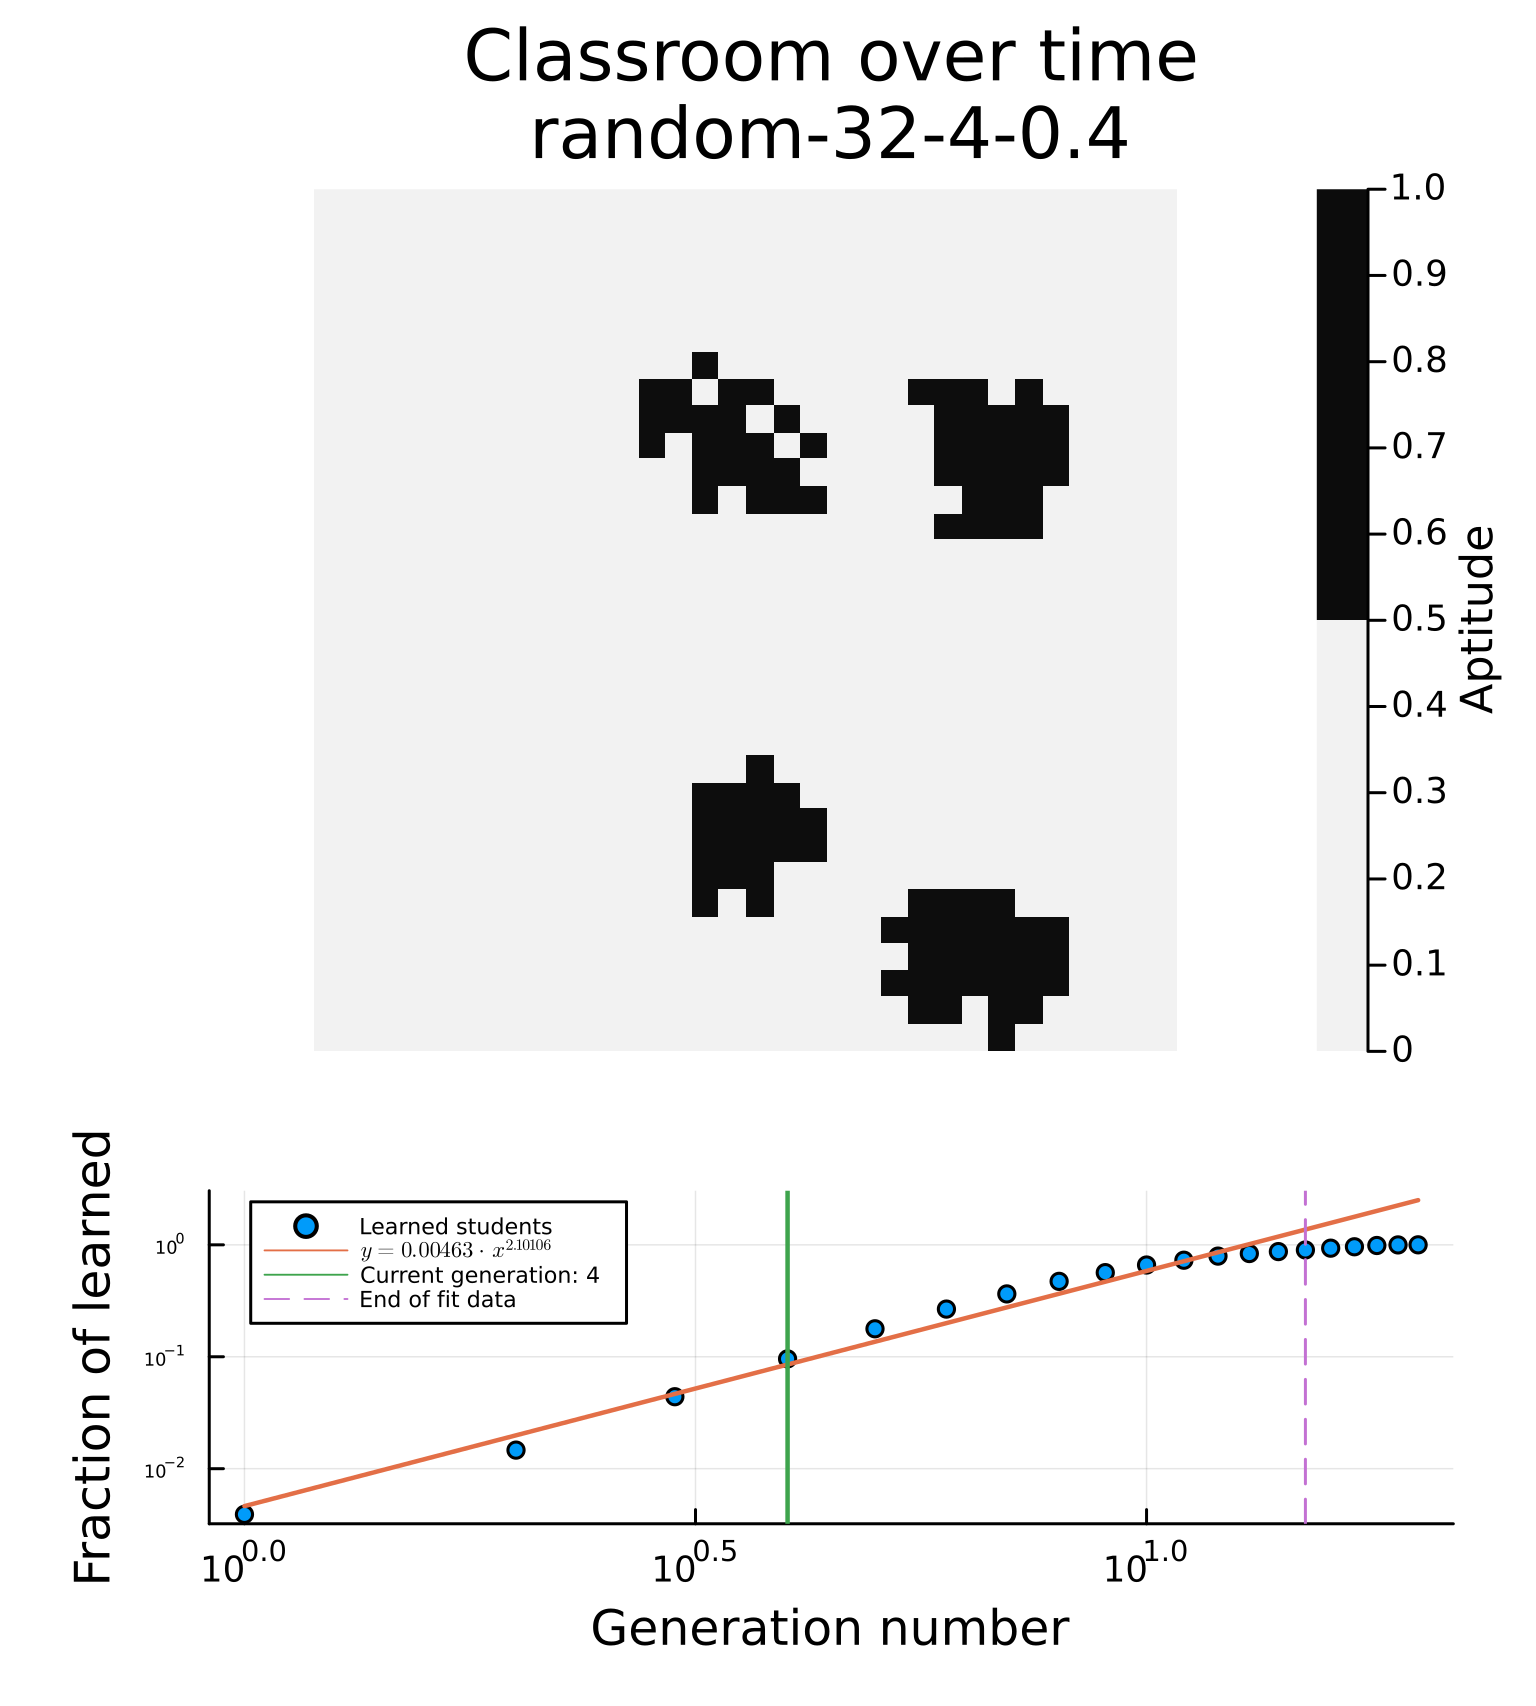 Classroom over time
random-32-4-0.4
1.0
0.9
0.8
0.7
0.6
0.5
0.4
0.3
0.2
0.1
0
Aptitude
Fraction of learned
10^0
10^−1
10^−2
Learned students
y = 0.00463 · x^2.10106
Current generation: 4
End of fit data
10^0.0
10^0.5
10^1.0
Generation number